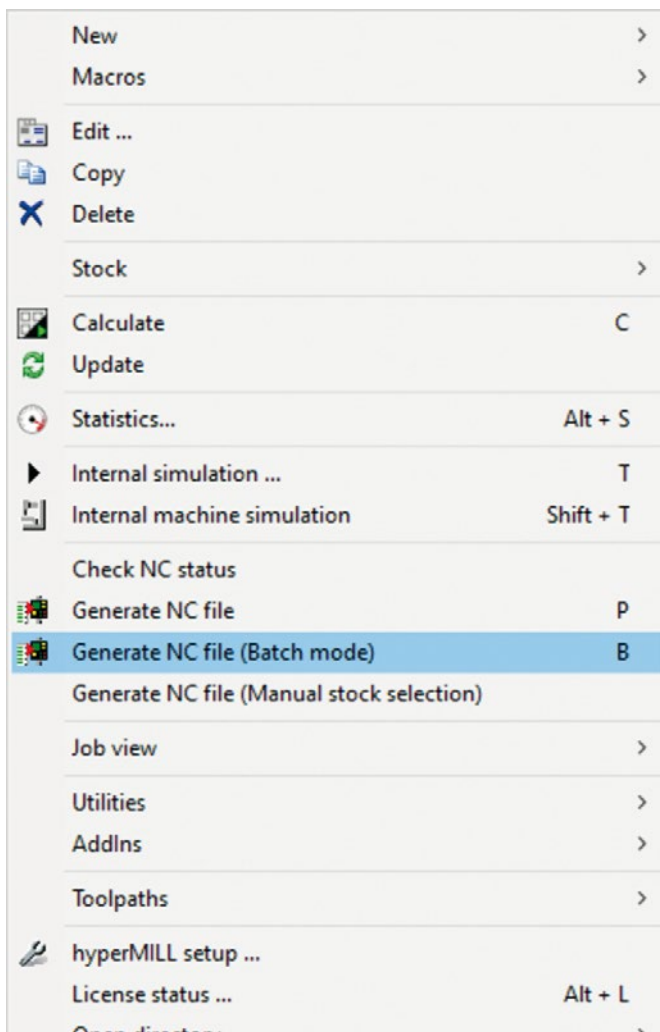 New
Macros
Edit ...
Copy
Delete
Stock
Calculate C
Update
Statistics... Alt + S
Internal simulation ... T
Internal machine simulation Shift + T
Check NC status
Generate NC file P
Generate NC file (Batch mode) B
Generate NC file (Manual stock selection)
Job view
Utilities
AddIns
Toolpaths
hyperMILL setup ...
License status ... Alt + L
Open directory